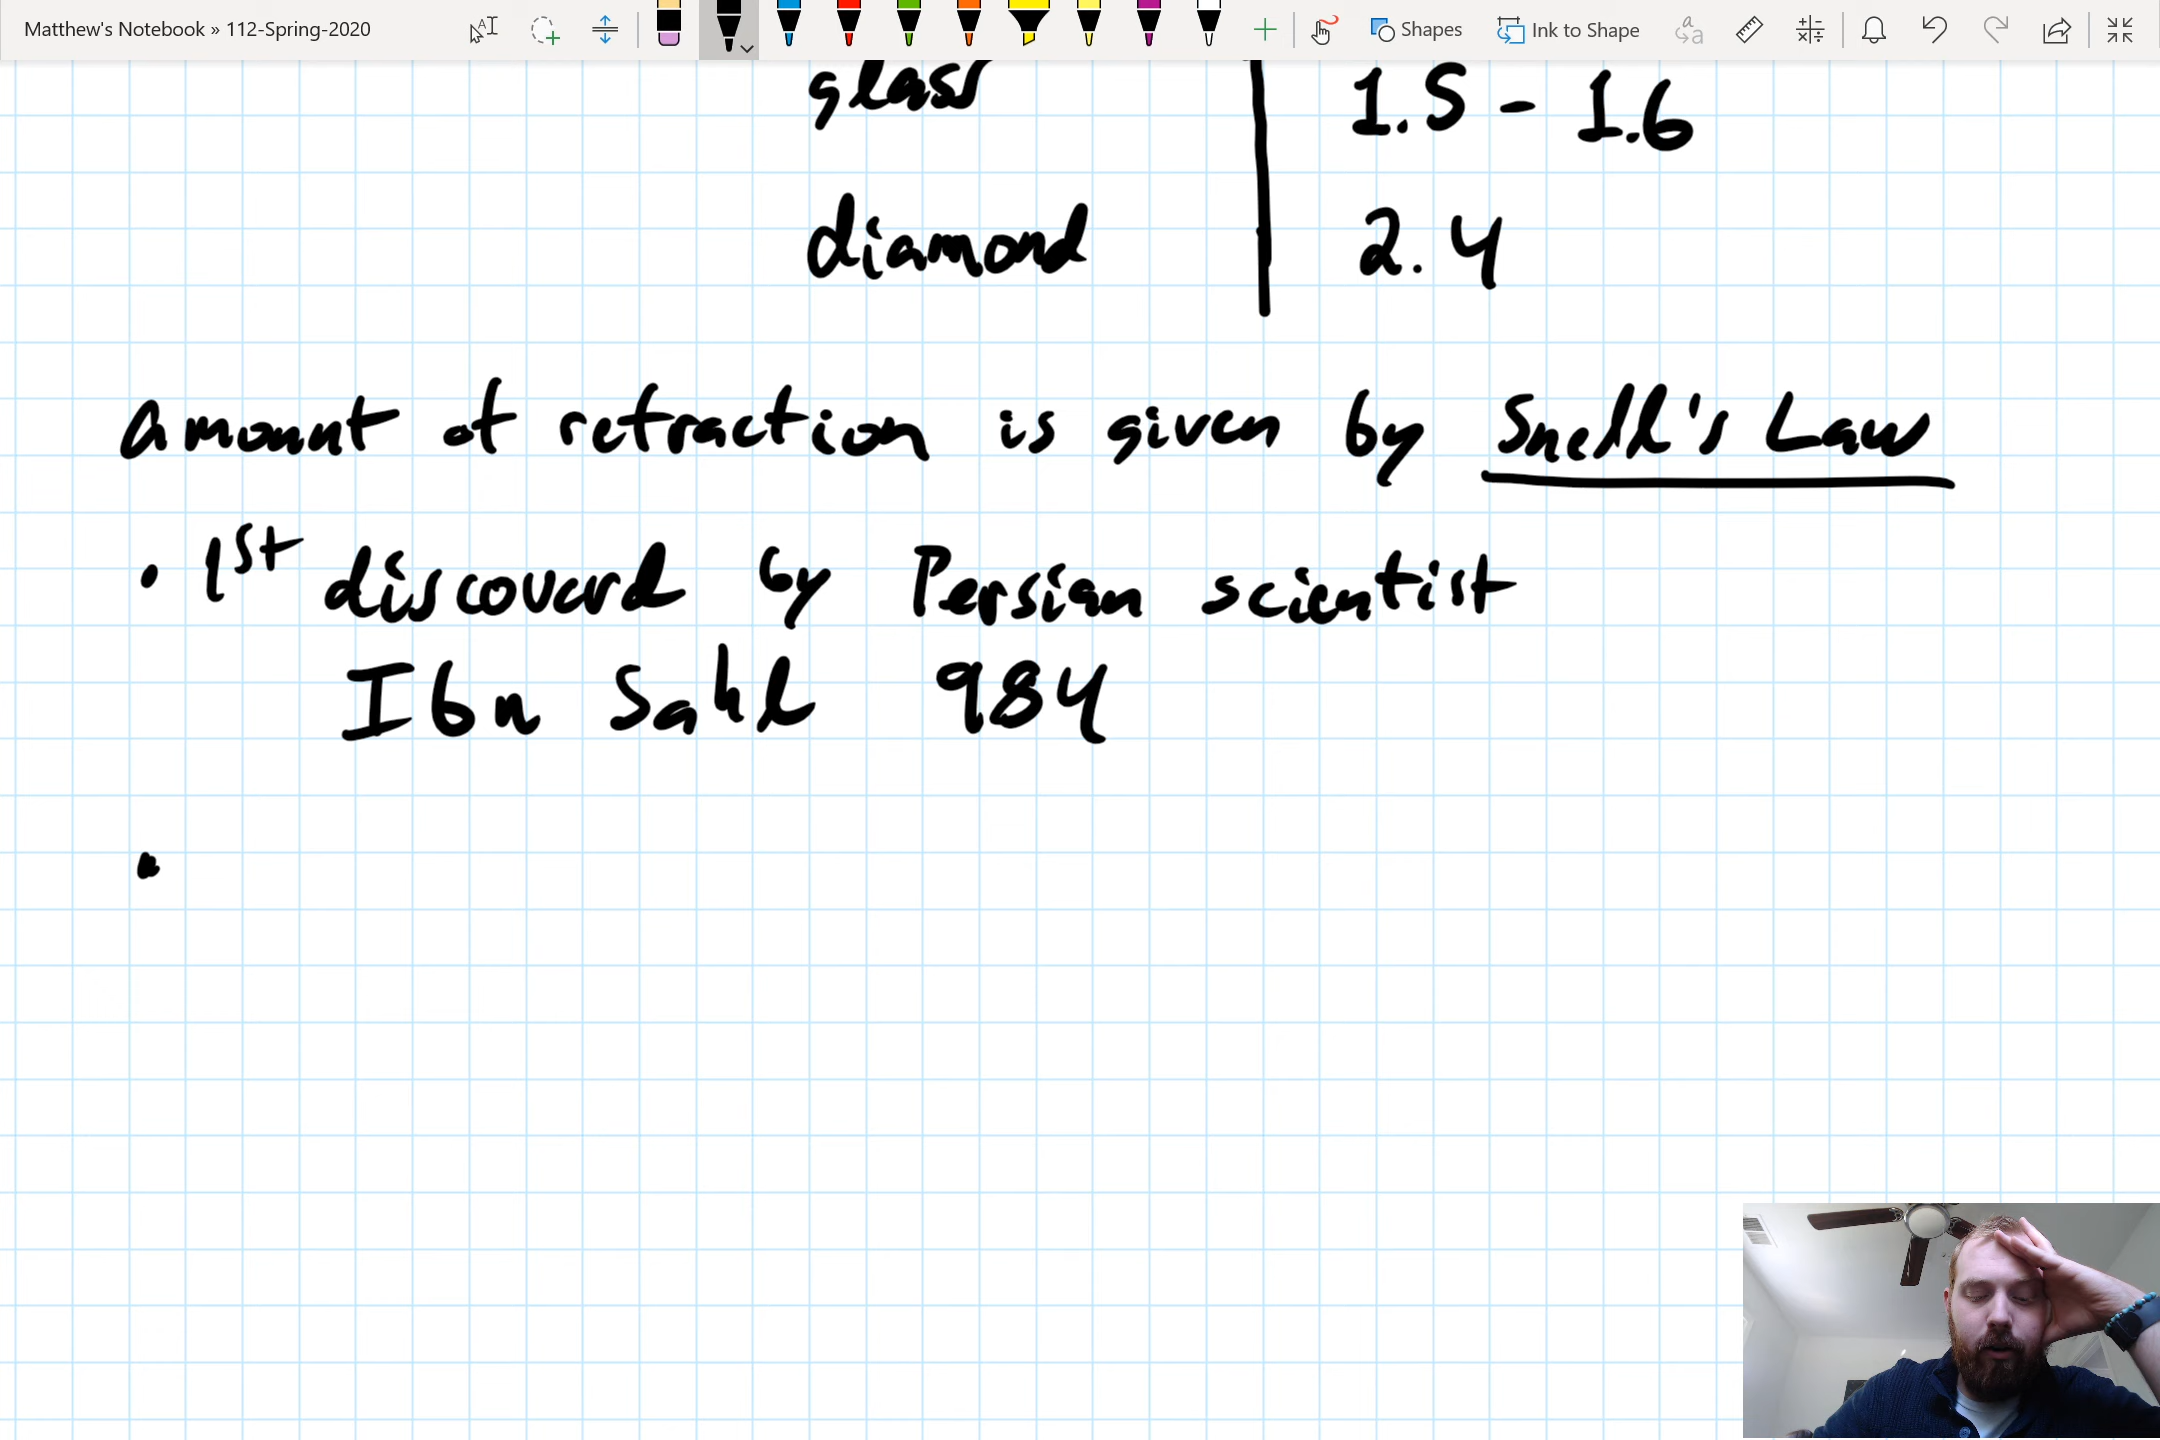 Matthew's Notebook » 112-Spring-2020 Shapes Ink to Shape
glass 1.5 - 1.6
diamond 2.4
amount of refraction is given by Snell's Law
• 1st discoverd by Persian scientist
Ibn Sahl 984
•